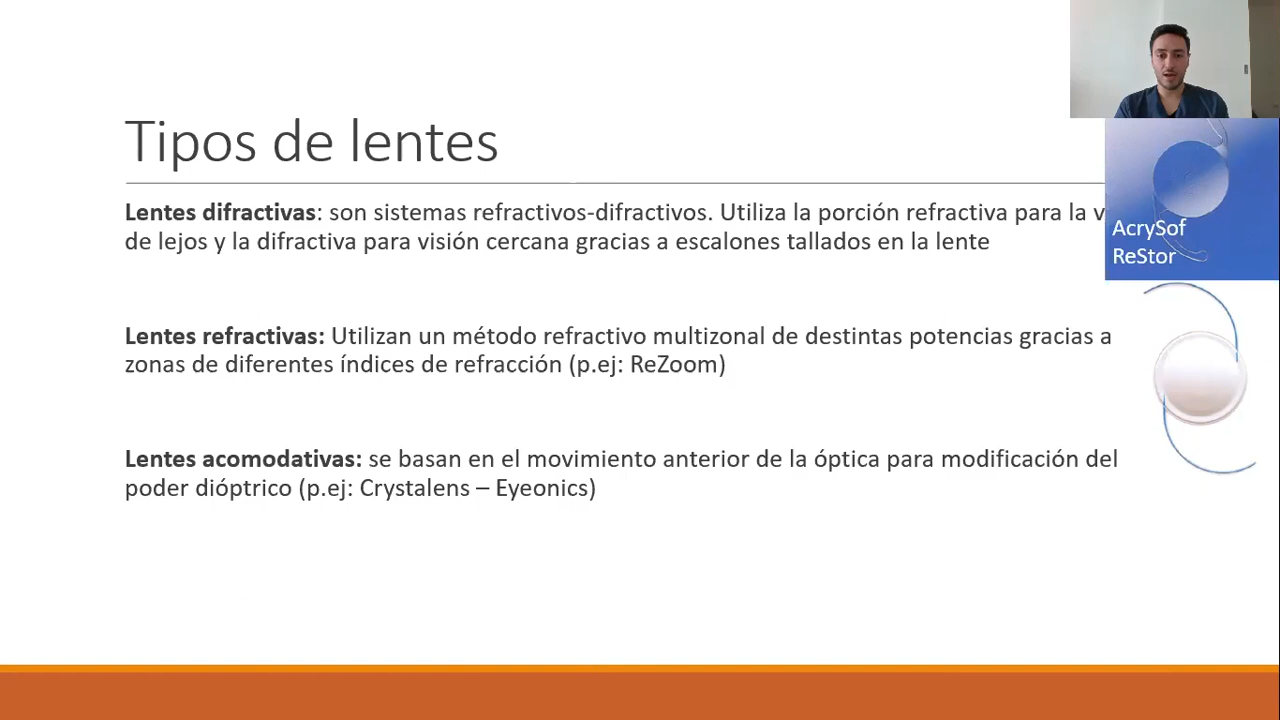 Tipos de lentes
Lentes difractivas: son sistemas refractivos-difractivos. Utiliza la porción refractiva para la
de lejos y la difractiva para visión cercana gracias a escalones tallados en la lente
AcrySof
ReStor
Lentes refractivas: Utilizan un método refractivo multizonal de destintas potencias gracias a
zonas de diferentes índices de refracción (p.ej: ReZoom)
Lentes acomodativas: se basan en el movimiento anterior de la óptica para modificación del
poder dióptrico (p.ej: Crystalens – Eyeonics)